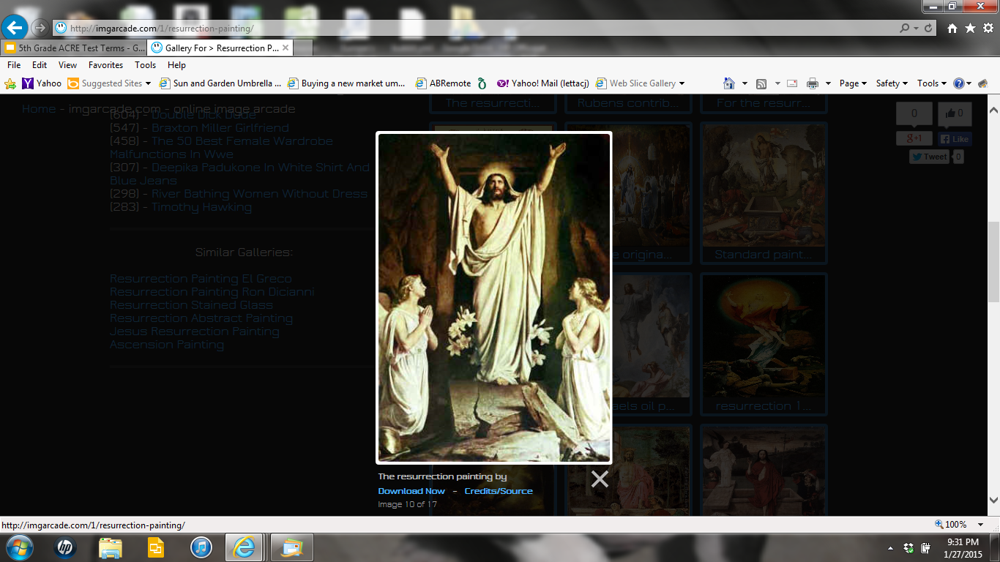 http://imgarcade.com/1/resurrection-painting/
5th Grade ACRE Test Terms - G...
Gallery For > Resurrection P...
File Edit View Favorites Tools Help
Yahoo Suggested Sites Sun and Garden Umbrella ... Buying a new market um... ABRemote Yahoo! Mail (lettacj) Web Slice Gallery Page Safety Tools
Home - imgarcade.com - online image arcade
(604) - Double Dick Dude
(547) - Braxton Miller Girlfriend
(458) - The 50 Best Female Wardrobe
Malfunctions In Wwe
(307) - Deepika Padukone In White Shirt And
Blue Jeans
(298) - River Bathing Women Without Dress
(283) - Timothy Hawking
Similar Galleries:
Resurrection Painting El Greco
Resurrection Painting Ron Dicianni
Resurrection Stained Glass
Resurrection Abstract Painting
Jesus Resurrection Painting
Ascension Painting
The resurrecti... Rubens contrib... For the resurr...
e origina... Standard paint...
aels oil p... resurrection 1...
0 0
g+1 Like
Tweet 0
The resurrection painting by
Download Now - Credits/Source
Image 10 of 17
http://imgarcade.com/1/resurrection-painting/
100%
hp
9:31 PM
1/27/2015